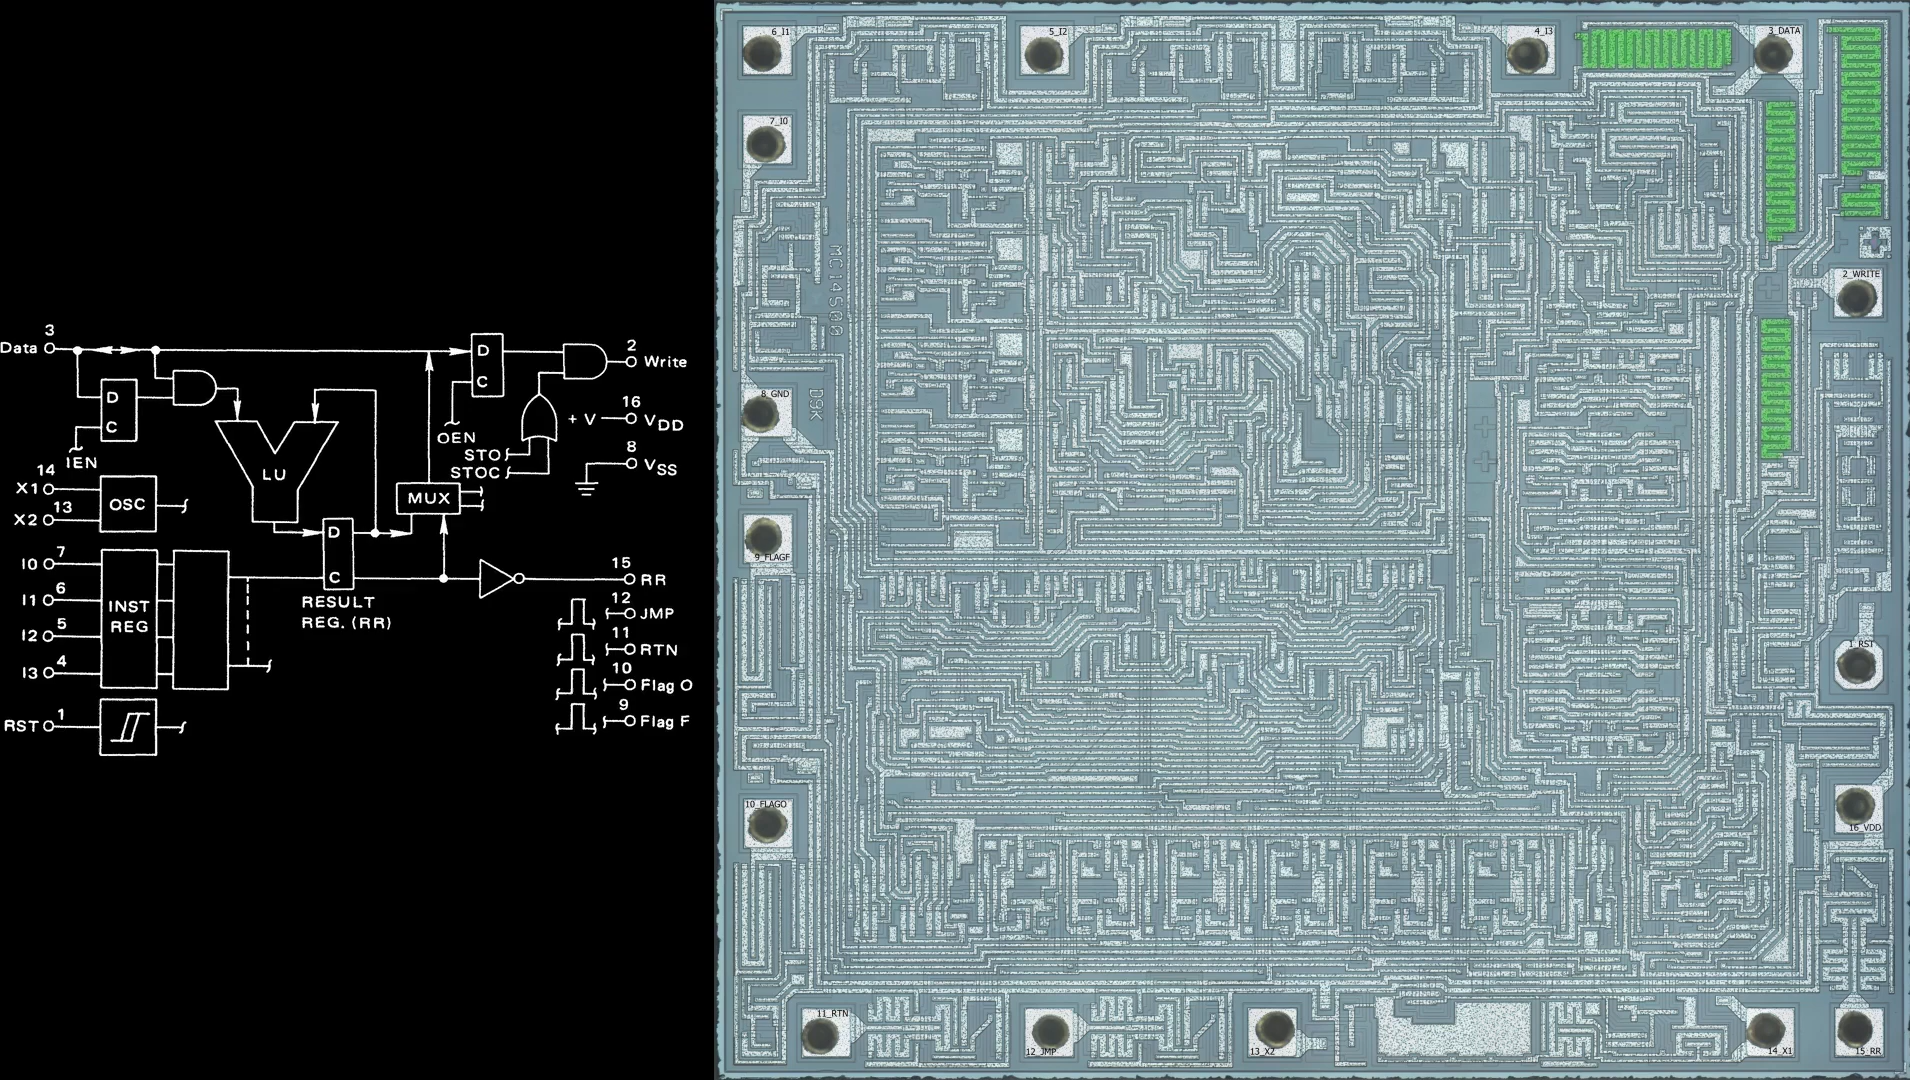 3
Data
D
C
IEN
14
X1
13
X2
OSC
7
I0
6
I1
5
I2
4
I3
INST
REG
1
RST
LU
D
C
RESULT
REG. (RR)
MUX
D
C
OEN
STO
STOC
2
Write
+ V
16
VDD
8
VSS
15
RR
12
JMP
11
RTN
10
Flag O
9
Flag F
6_I1
5_I2
4_I3
3_DATA
7_I0
MC14500
2_WRITE
8_GND
D9K
9_FLAGF
1_RST
10_FLAGO
16_VDD
11_RTN
12_JMP
13_X2
14_X1
15_RR